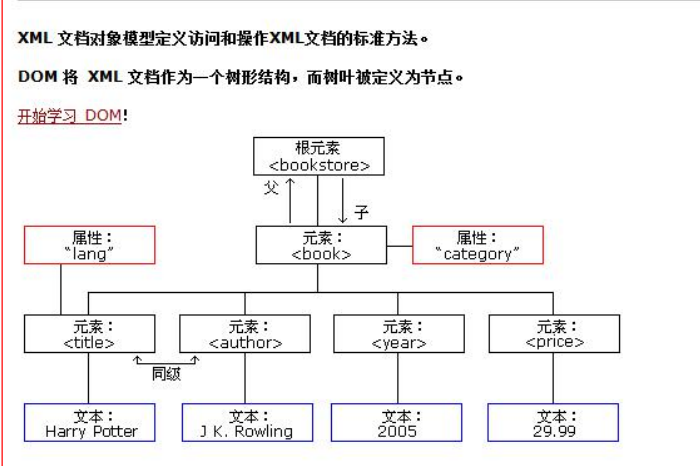 XML 文档对象模型定义访问和操作XML文档的标准方法。
DOM 将 XML 文档作为一个树形结构，而树叶被定义为节点。
开始学习 DOM!
根元素
<bookstore>
父
子
属性：
"lang"
元素：
<book>
属性：
"category"
元素：
<title>
元素：
<author>
元素：
<year>
元素：
<price>
同级
文本：
Harry Potter
文本：
J K. Rowling
文本：
2005
文本：
29.99